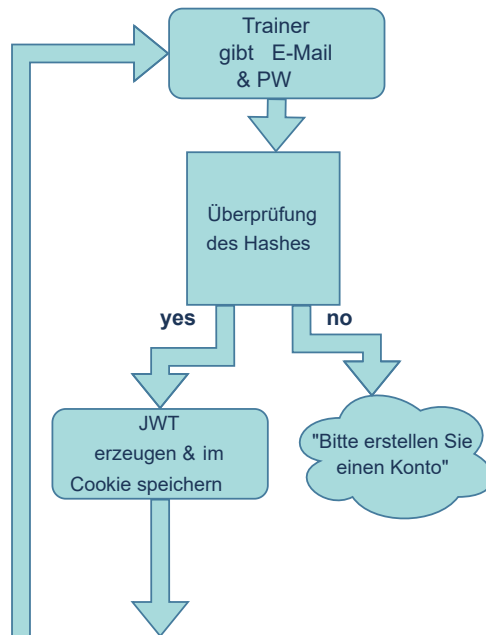 Trainer
gibt E-Mail
& PW
Überprüfung
des Hashes
yes
no
JWT
erzeugen & im
Cookie speichern
"Bitte erstellen Sie
einen Konto"